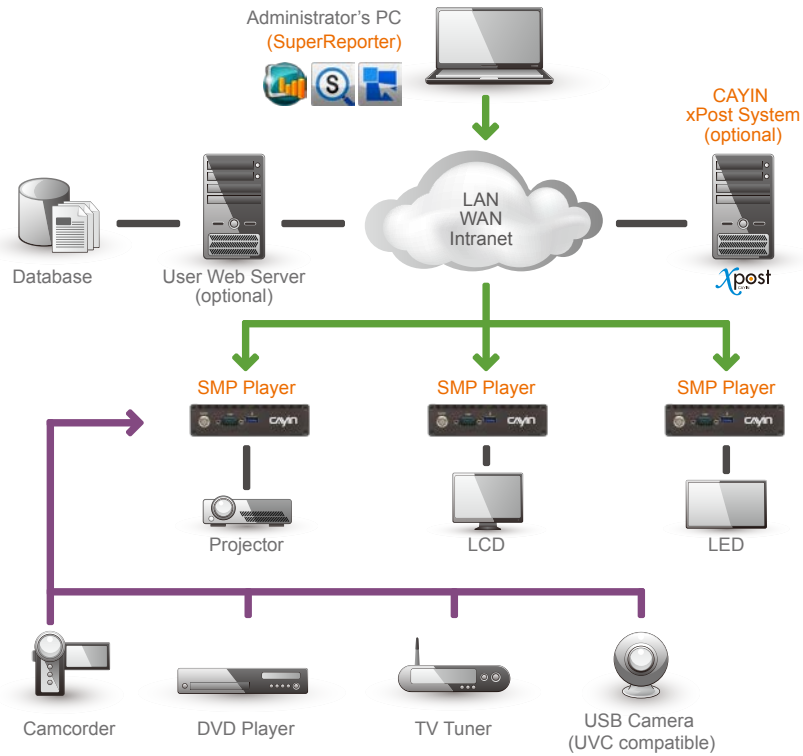 Administrator's PC
(SuperReporter)
S
CAYIN
xPost System
(optional)
LAN
WAN
Intranet
Database
User Web Server
(optional)
Xpost
CAYIN
SMP Player
SMP Player
SMP Player
CAYIN
CAYIN
CAYIN
Projector
LCD
LED
Camcorder
DVD Player
TV Tuner
USB Camera
(UVC compatible)